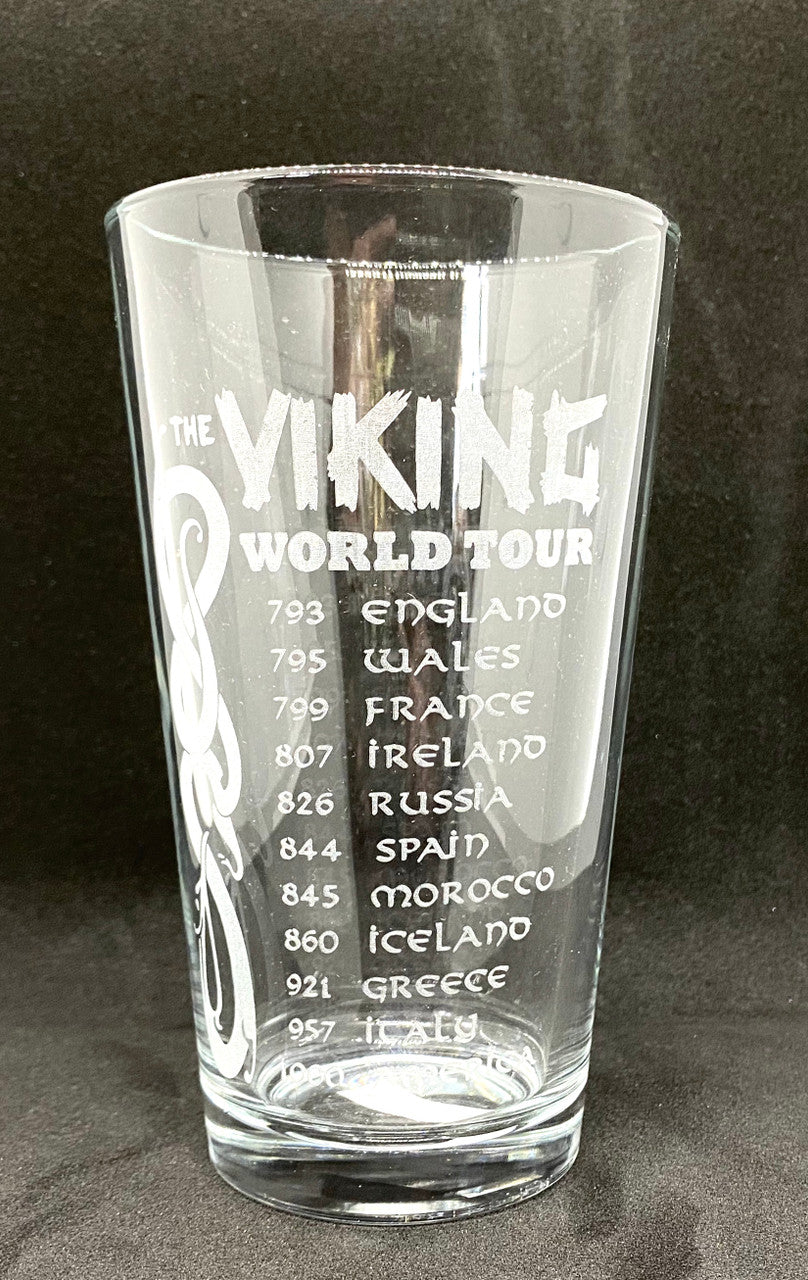 THE VIKING
WORLD TOUR
793 ENGLAND
795 WALES
799 FRANCE
807 IRELAND
826 RUSSIA
844 SPAIN
845 MOROCCO
860 ICELAND
921 GREECE
957 ITALY
AMERICA